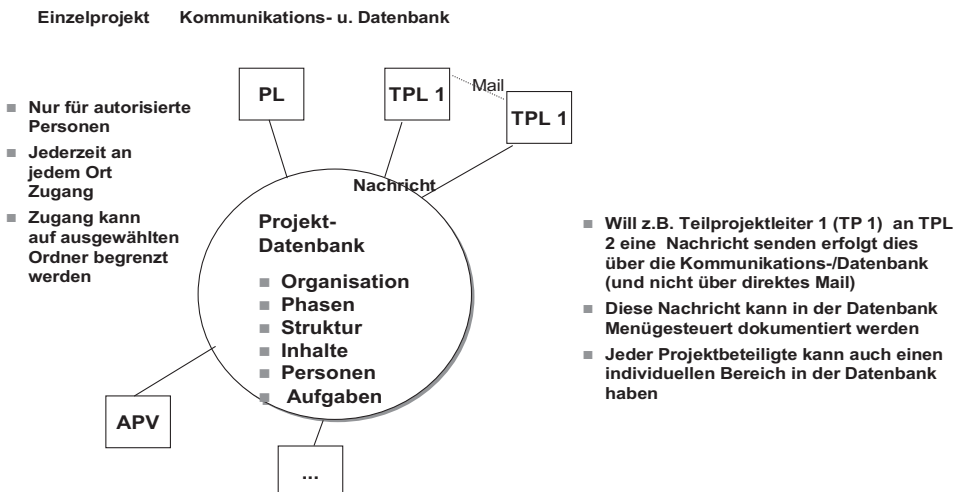 Einzelprojekt Kommunikations- u. Datenbank
PL
TPL 1
Mail
TPL 1
Nur für autorisierte
Personen
Jederzeit an
jedem Ort
Zugang
Zugang kann
auf ausgewählten
Ordner begrenzt
werden
Nachricht
Projekt-
Datenbank
Organisation
Phasen
Struktur
Inhalte
Personen
Aufgaben
APV
...
Will z.B. Teilprojektleiter 1 (TP 1) an TPL
2 eine Nachricht senden erfolgt dies
über die Kommunikations-/Datenbank
(und nicht über direktes Mail)
Diese Nachricht kann in der Datenbank
Menügesteuert dokumentiert werden
Jeder Projektbeteiligte kann auch einen
individuellen Bereich in der Datenbank
haben